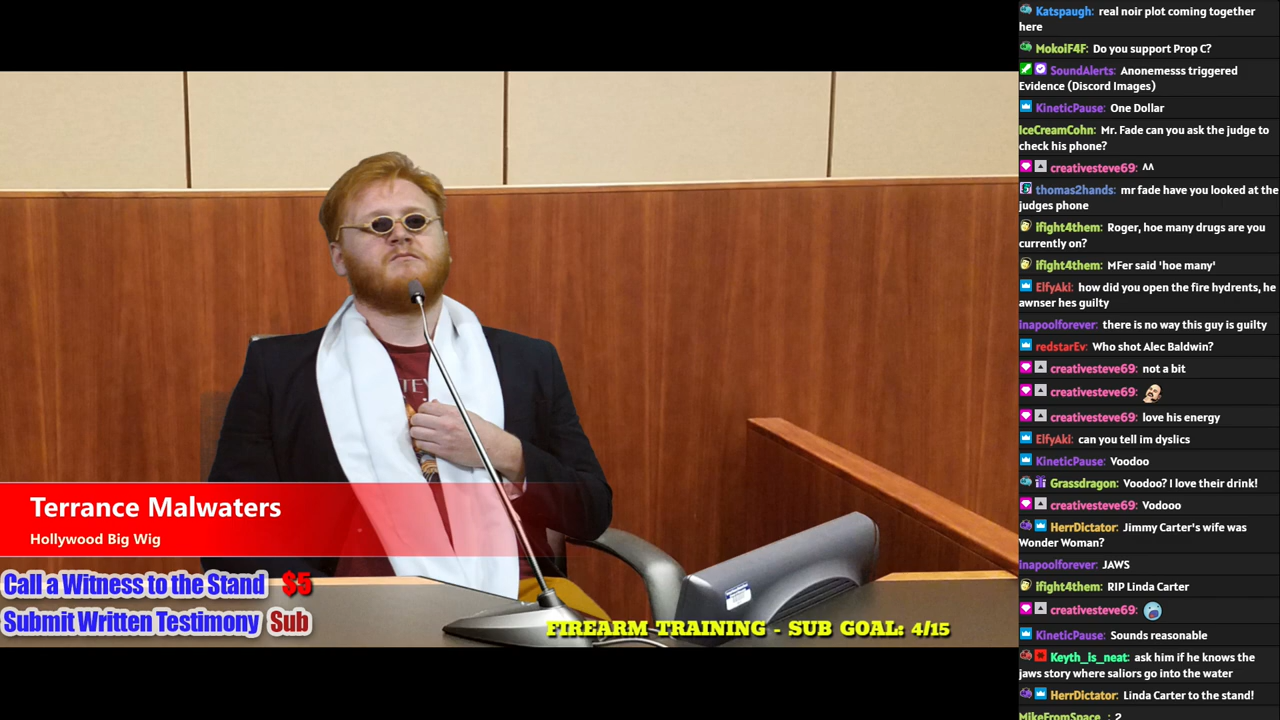 Terrance Malwaters
Hollywood Big Wig
Call a Witness to the Stand $5
Submit Written Testimony Sub
FIREARM TRAINING - SUB GOAL: 4/15
Katspaugh: real noir plot coming together
here
MokoiF4F: Do you support Prop C?
SoundAlerts: Anonemesss triggered
Evidence (Discord Images)
KineticPause: One Dollar
IceCreamCohn: Mr. Fade can you ask the judge to
check his phone?
creativesteve69: ^^
thomas2hands: mr fade have you looked at the
judges phone
ifight4them: Roger, hoe many drugs are you
currently on?
ifight4them: MFer said 'hoe many'
ElfyAki: how did you open the fire hydrents, he
awnser hes guilty
inapoolforever: there is no way this guy is guilty
redstarEv: Who shot Alec Baldwin?
creativesteve69: not a bit
creativesteve69:
creativesteve69: love his energy
ElfyAki: can you tell im dyslics
KineticPause: Voodoo
Grassdragon: Voodoo? I love their drink!
creativesteve69: Vodooo
HerrDictator: Jimmy Carter's wife was
Wonder Woman?
inapoolforever: JAWS
ifight4them: RIP Linda Carter
creativesteve69:
KineticPause: Sounds reasonable
Keyth_is_neat: ask him if he knows the
jaws story where saliors go into the water
HerrDictator: Linda Carter to the stand!
MikeFromSpace_: 2